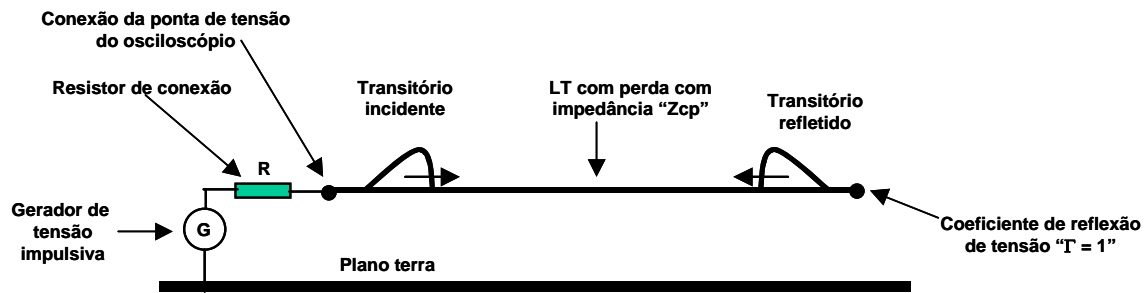 Conexão da ponta de tensão
do osciloscópio
Resistor de conexão
Transitório
incidente
LT com perda com
impedância “Zcp”
Transitório
refletido
R
Gerador de
tensão
impulsiva
G
Coeficiente de reflexão
de tensão “Γ = 1”
Plano terra